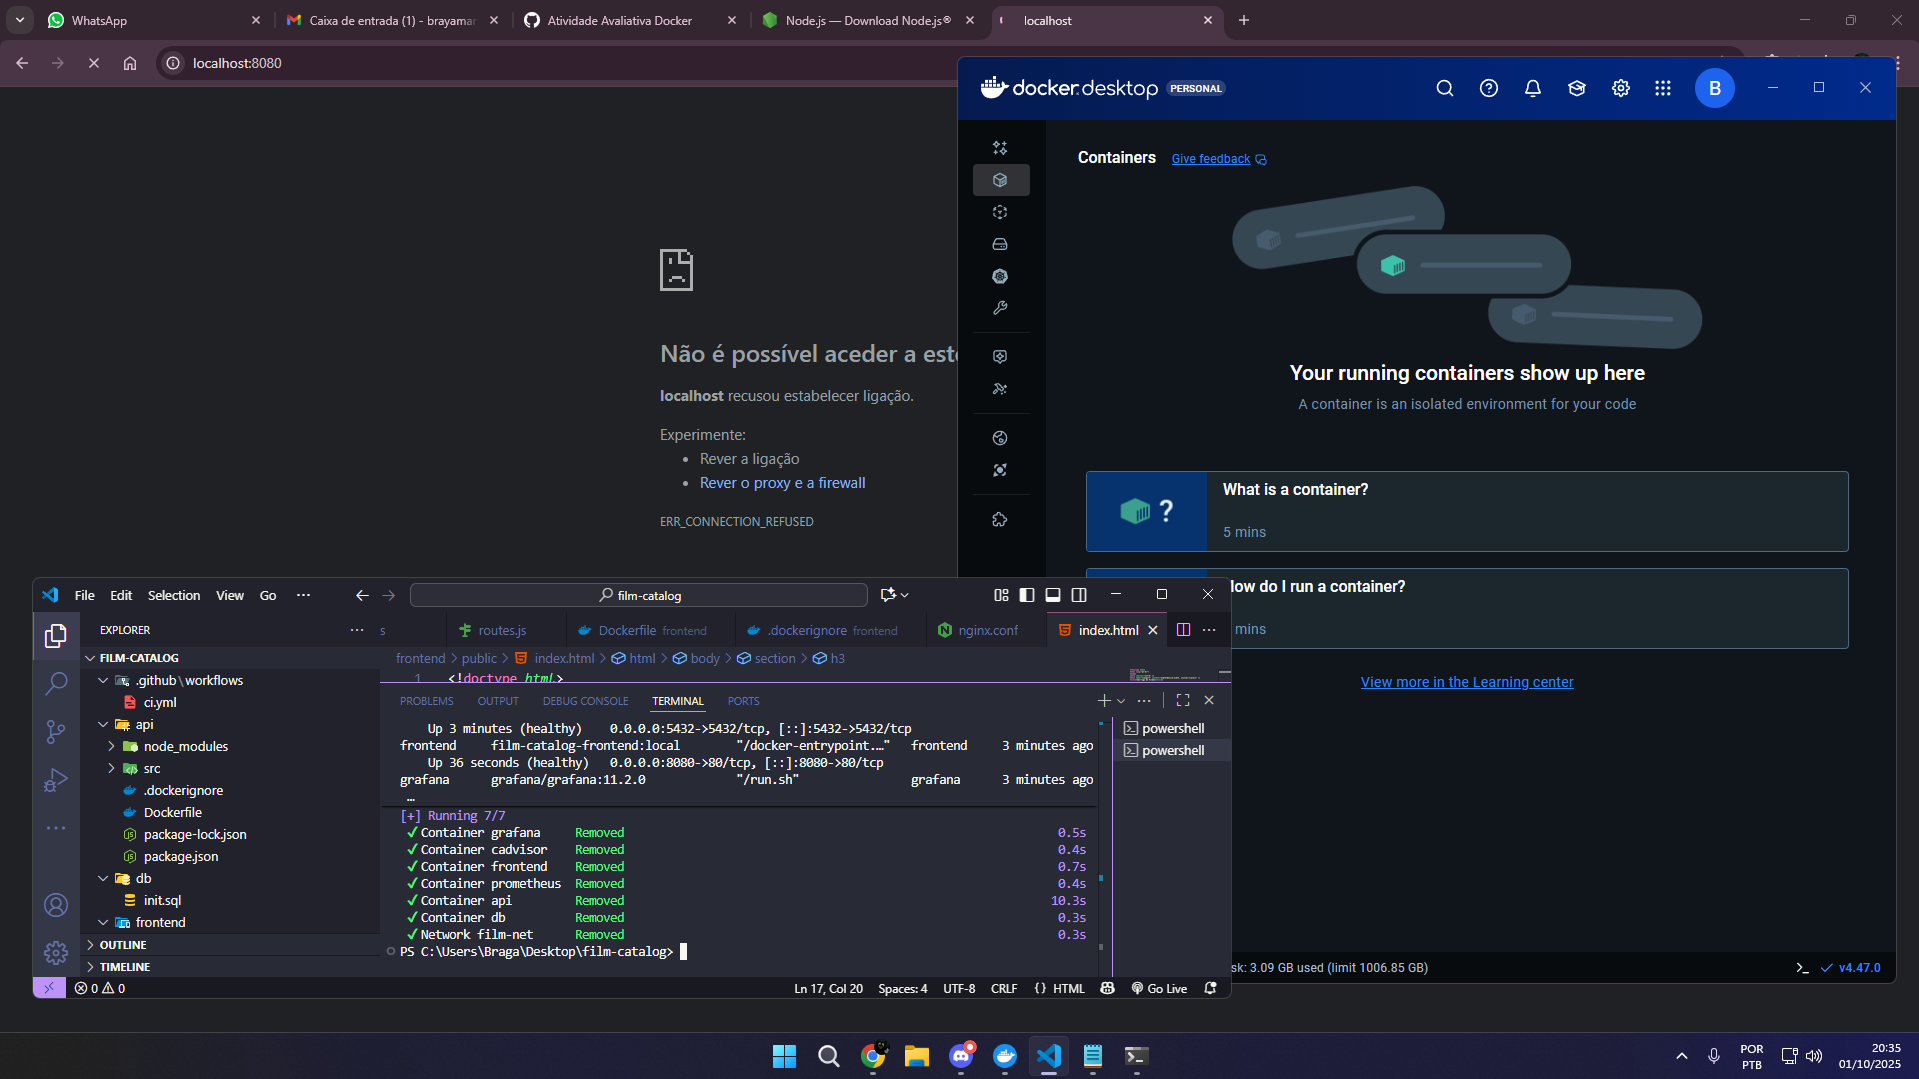 WhatsApp
Caixa de entrada (1) - brayamar
Atividade Avaliativa Docker
Node.js — Download Node.js®
localhost
localhost:8080
Não é possível aceder a este
localhost recusou estabelecer ligação.
Experimente:
• Rever a ligação
• Rever o proxy e a firewall
ERR_CONNECTION_REFUSED
docker.desktop PERSONAL
B
Containers Give feedback
Your running containers show up here
A container is an isolated environment for your code
?
What is a container?
5 mins
How do I run a container?
mins
View more in the Learning center
sk: 3.09 GB used (limit 1006.85 GB)
v4.47.0
File Edit Selection View Go ···
film-catalog
EXPLORER ···
s
routes.js
Dockerfile frontend
.dockerignore frontend
nginx.conf
index.html
···
FILM-CATALOG
.github\workflows
ci.yml
api
node_modules
src
.dockerignore
Dockerfile
package-lock.json
package.json
db
init.sql
frontend
OUTLINE
TIMELINE
frontend > public > index.html > html > body > section > h3
1 <!doctype html>
PROBLEMS OUTPUT DEBUG CONSOLE TERMINAL PORTS
powershell
powershell
Up 3 minutes (healthy) 0.0.0.0:5432->5432/tcp, [::]:5432->5432/tcp
frontend film-catalog-frontend:local "/docker-entrypoint.…" frontend 3 minutes ago
Up 36 seconds (healthy) 0.0.0.0:8080->80/tcp, [::]:8080->80/tcp
grafana grafana/grafana:11.2.0 "/run.sh" grafana 3 minutes ago
…
[+] Running 7/7
✓Container grafana Removed 0.5s
✓Container cadvisor Removed 0.4s
✓Container frontend Removed 0.7s
✓Container prometheus Removed 0.4s
✓Container api Removed 10.3s
✓Container db Removed 0.3s
✓Network film-net Removed 0.3s
PS C:\Users\Braga\Desktop\film-catalog>
0 0
Ln 17, Col 20 Spaces: 4 UTF-8 CRLF {} HTML Go Live
POR
PTB
20:35
01/10/2025